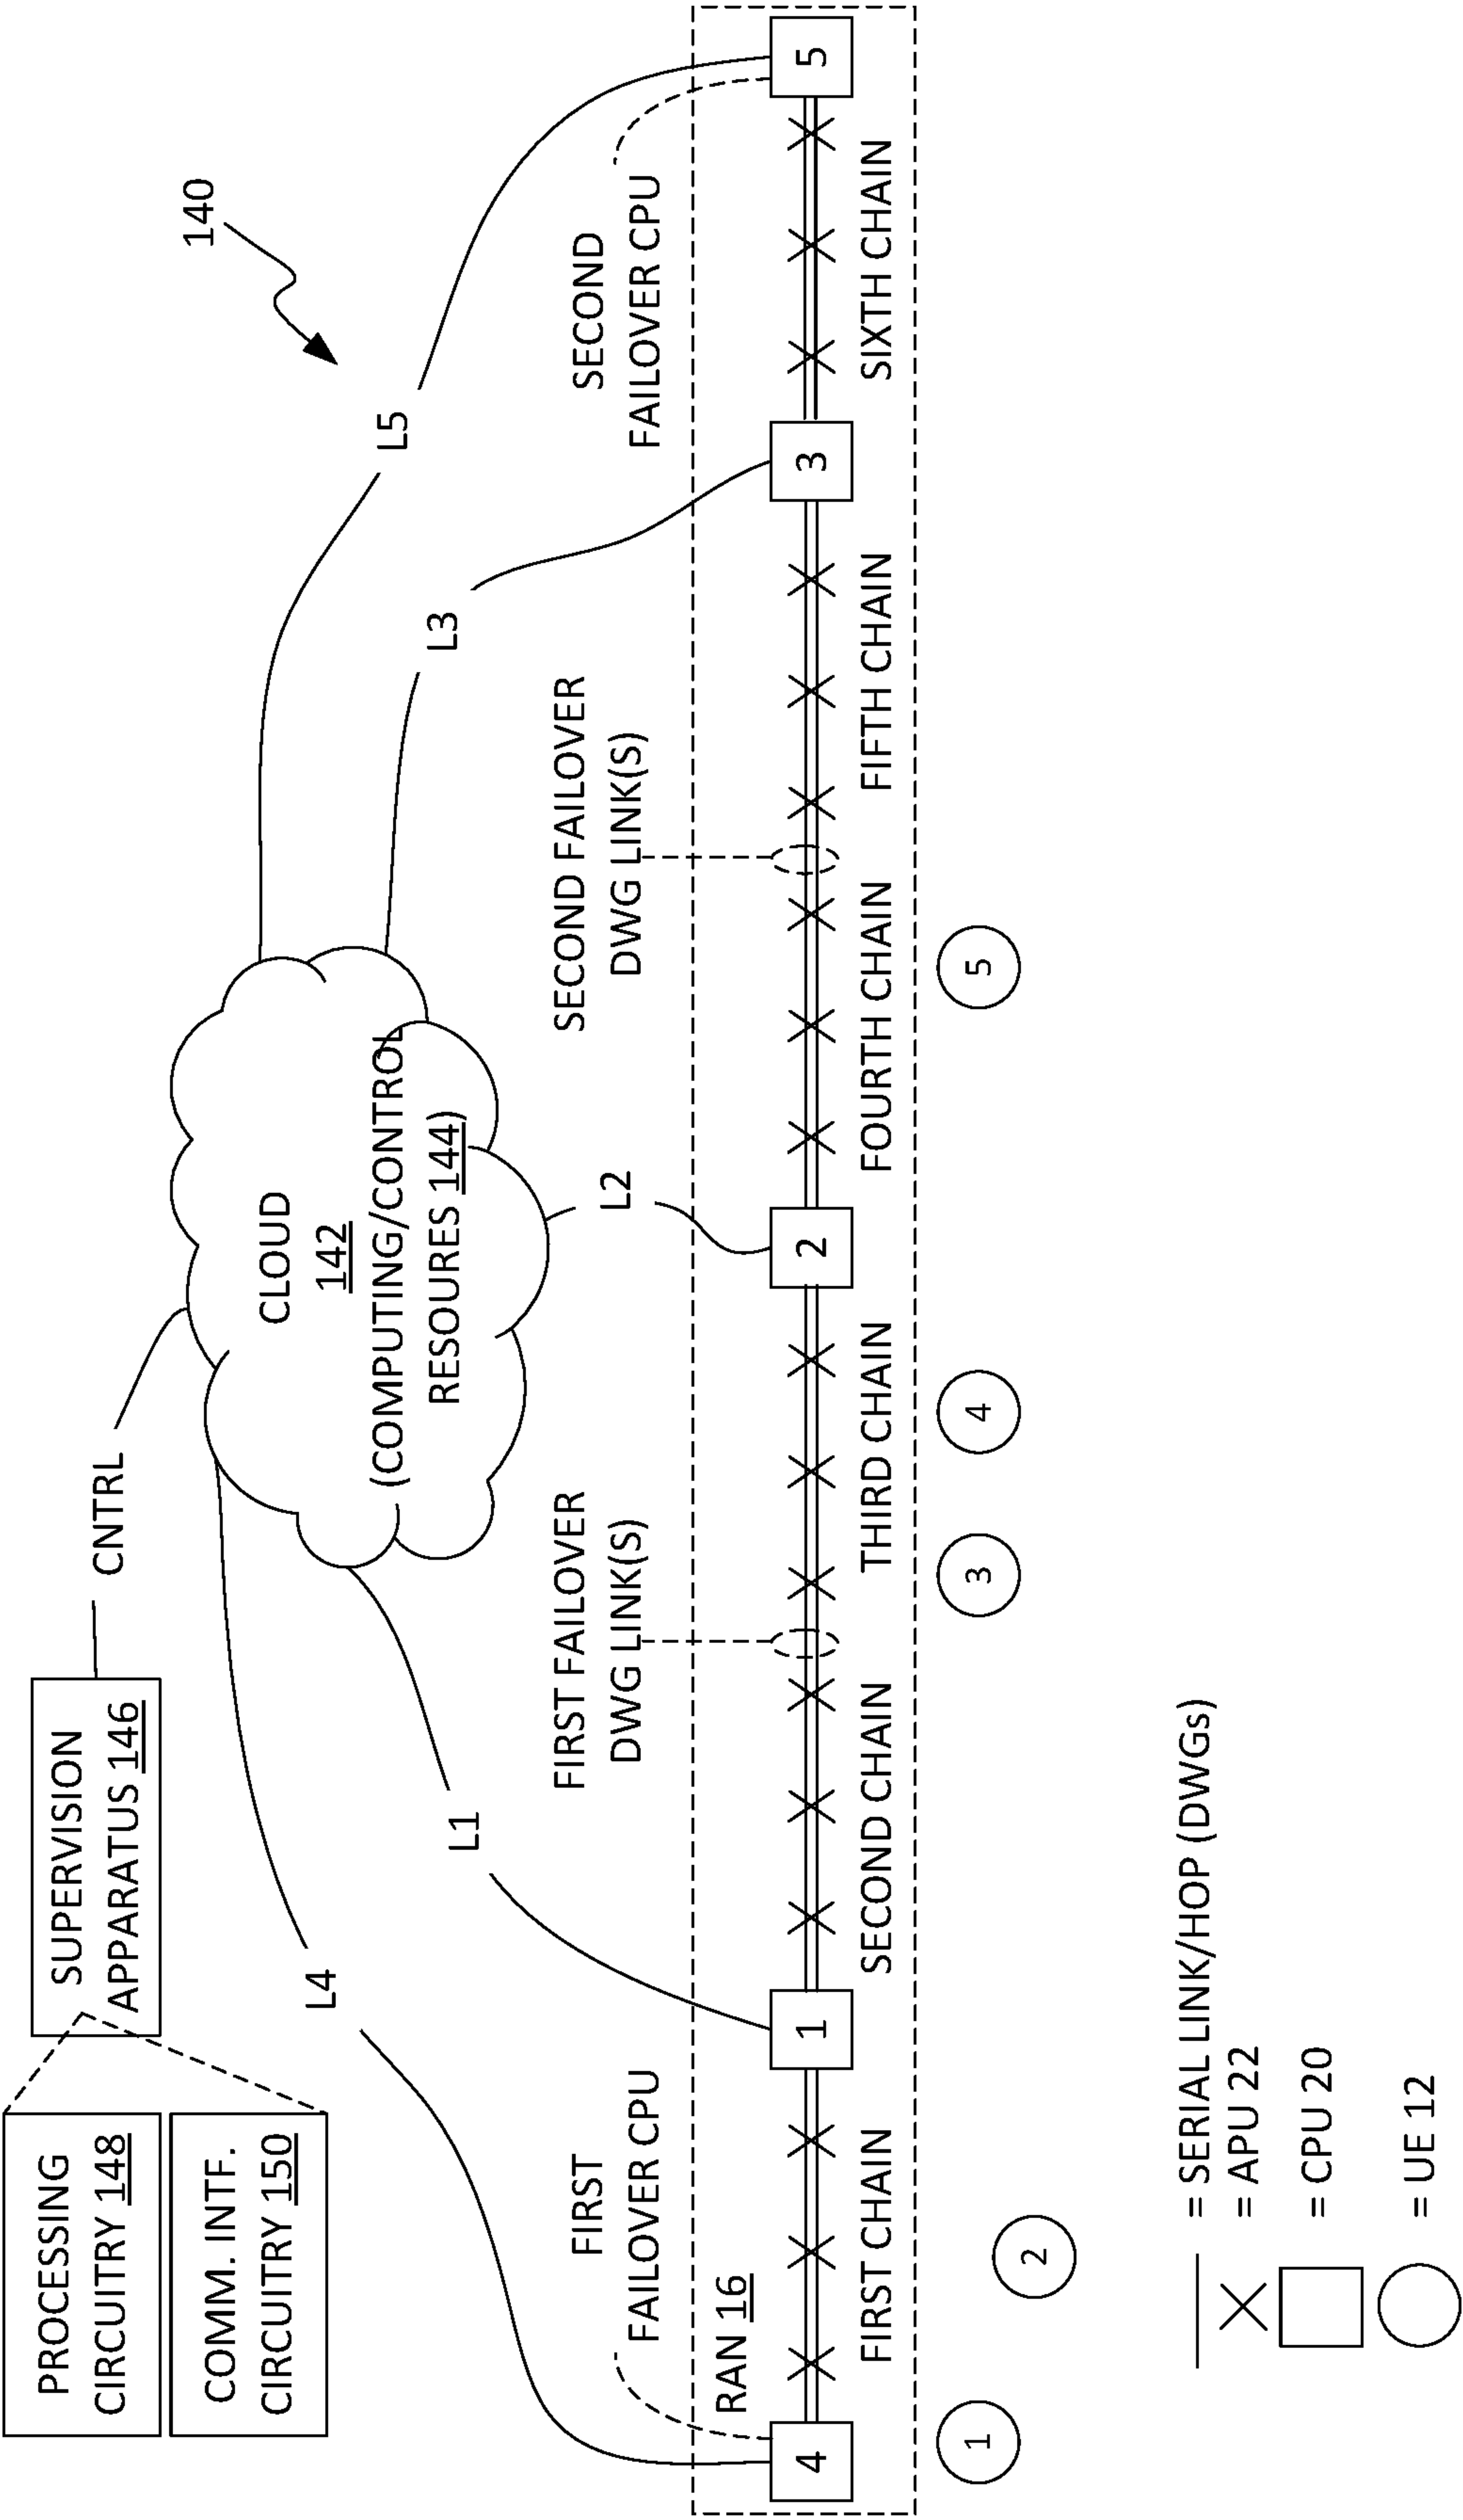 140
PROCESSING
CIRCUITRY 148
COMM. INTF.
CIRCUITRY 150
SUPERVISION
APPARATUS 146
CNTRL
CLOUD
142
(COMPUTING/CONTROL
RESOURES 144)
L4
L1
L2
L3
L5
FIRST
FAILOVER CPU
FIRST FAILOVER
DWG LINK(S)
SECOND FAILOVER
DWG LINK(S)
SECOND
FAILOVER CPU
RAN 16
4
1
2
3
5
FIRST CHAIN
SECOND CHAIN
THIRD CHAIN
FOURTH CHAIN
FIFTH CHAIN
SIXTH CHAIN
1
2
3
4
5
= SERIAL LINK/HOP (DWGs)
= APU 22
= CPU 20
= UE 12